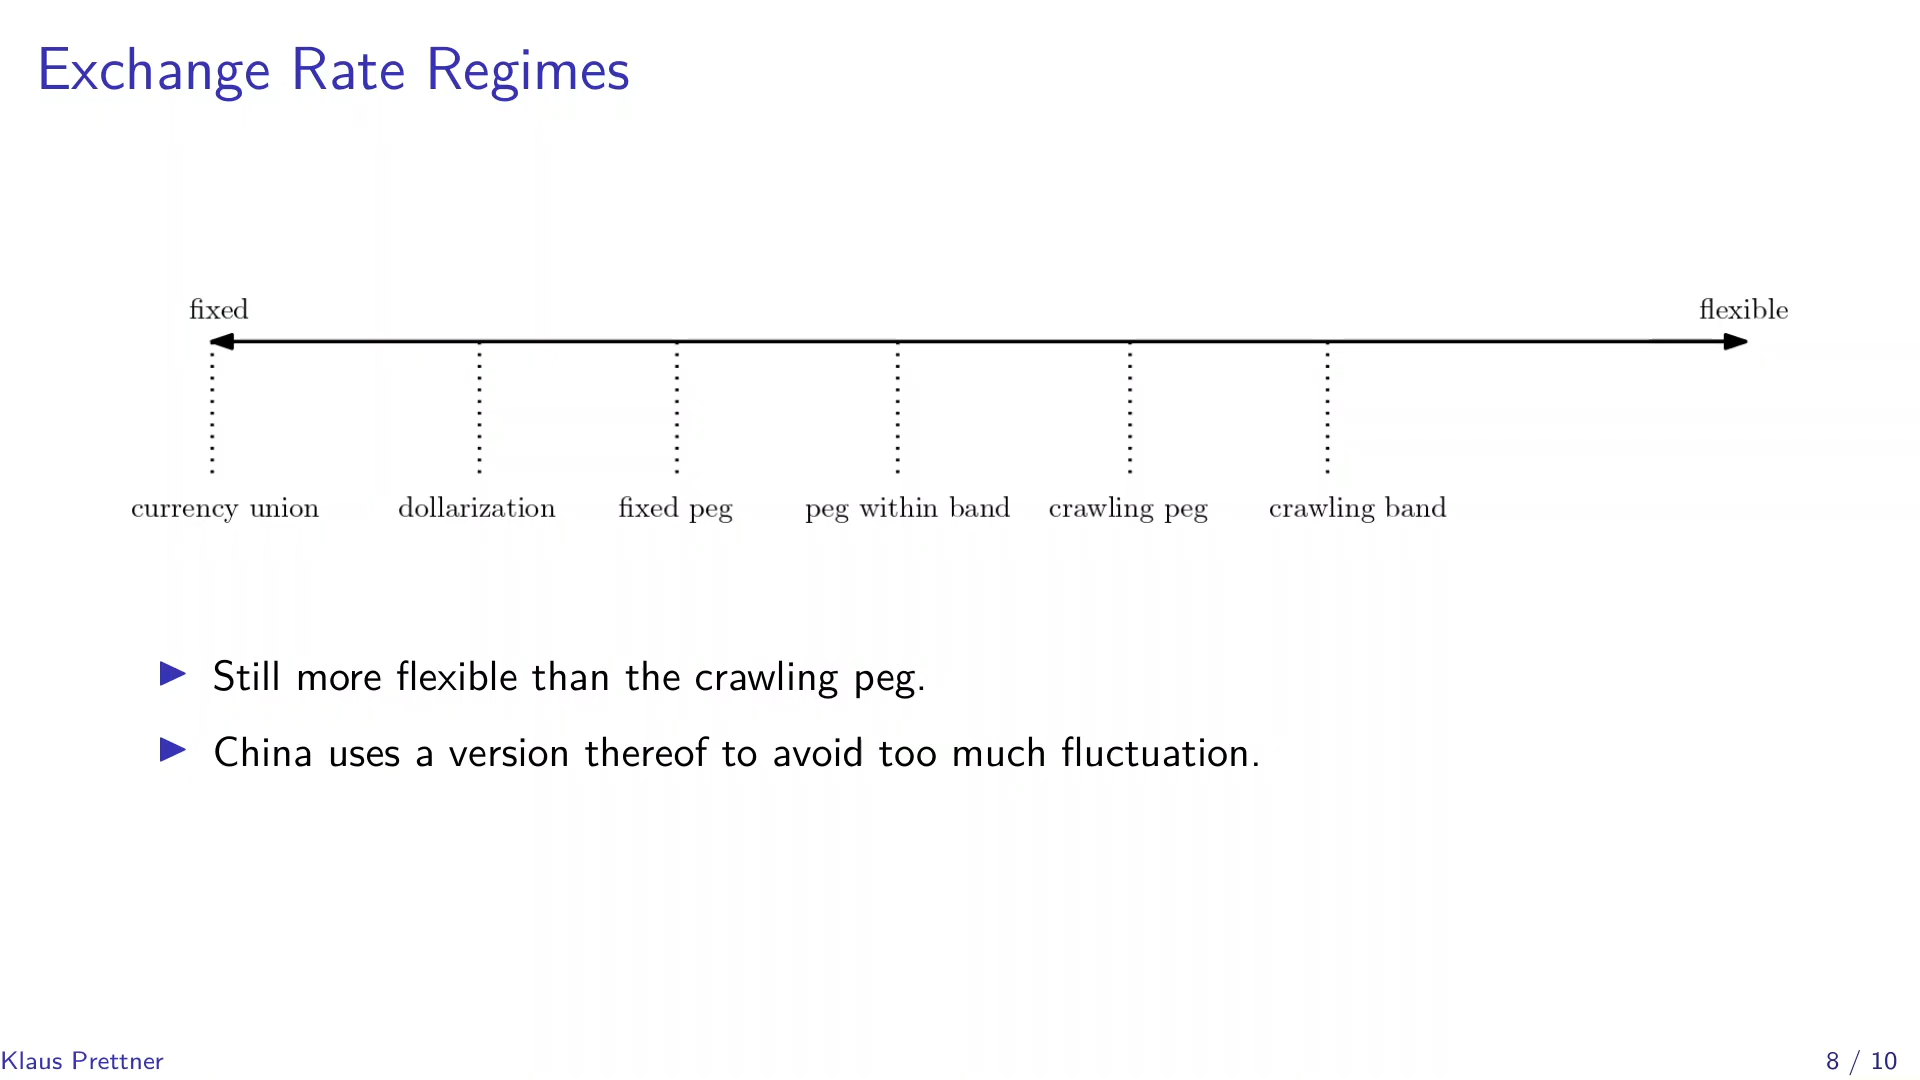 Exchange Rate Regimes
fixed
flexible
currency union
dollarization
fixed peg
peg within band
crawling peg
crawling band
Still more flexible than the crawling peg.
China uses a version thereof to avoid too much fluctuation.
Klaus Prettner
8 / 10